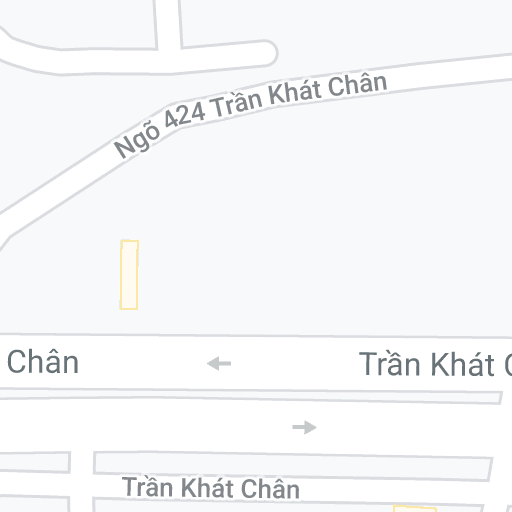 Ngõ 424 Trần Khát Chân
Chân
Trần Khát C
Trần Khát Chân